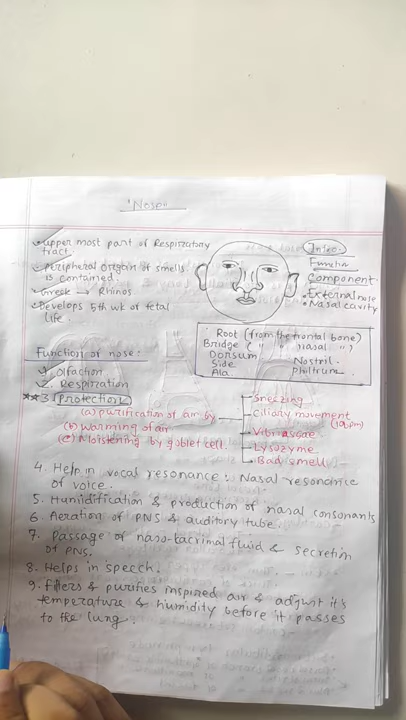 "Nose"
upper most part of Respiratory tract
Peripheral organ of smells is contained.
Greek → Rhinos.
Develops 5th wk of fetal life.
Intro.
Function
Component
• External nose
• Nasal cavity
Root (from the frontal bone)
Bridge ( " " nasal " )
Dorsum Nostril.
Side Philtrum
Ala.
Function of nose:
1. Olfaction
2. Respiration
** 3. Protection
(a) purification of air by
(b) warming of air
(c) Moistening by goblet cell
Sneezing
Ciliary movement
Vibrissae
Lysozyme
Bad smell
4. Help in vocal resonance : Nasal resonance
of voice.
5. Humidification & production of nasal consonants
6. Aeration of PNS & auditory tube.
7. Passage of naso-lacrimal fluid & secretion
of PNS.
8. Helps in speech.
9. Filters & purifies inspired air & adjust it's
temperature & humidity before it passes
to the lung.